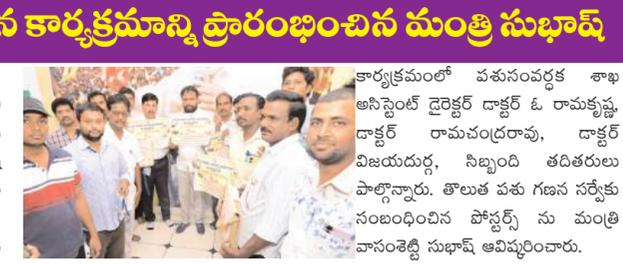 న కార్యక్రమాన్ని ప్రారంభించిన మంత్రి సుభాష్
కార్యక్రమంలో పశుసంవర్ధక శాఖ
అసిస్టెంట్ డైరెక్టర్ డాక్టర్ ఓ రామకృష్ణ,
డాక్టర్ రామచంద్రరావు, డాక్టర్
విజయదుర్గ, సిబ్బంది తదితరులు
పాల్గొన్నారు. తొలుత పశు గణన సర్వేకు
సంబంధించిన పోస్టర్స్ ను మంత్రి
వాసంశెట్టి సుభాష్ ఆవిష్కరించారు.